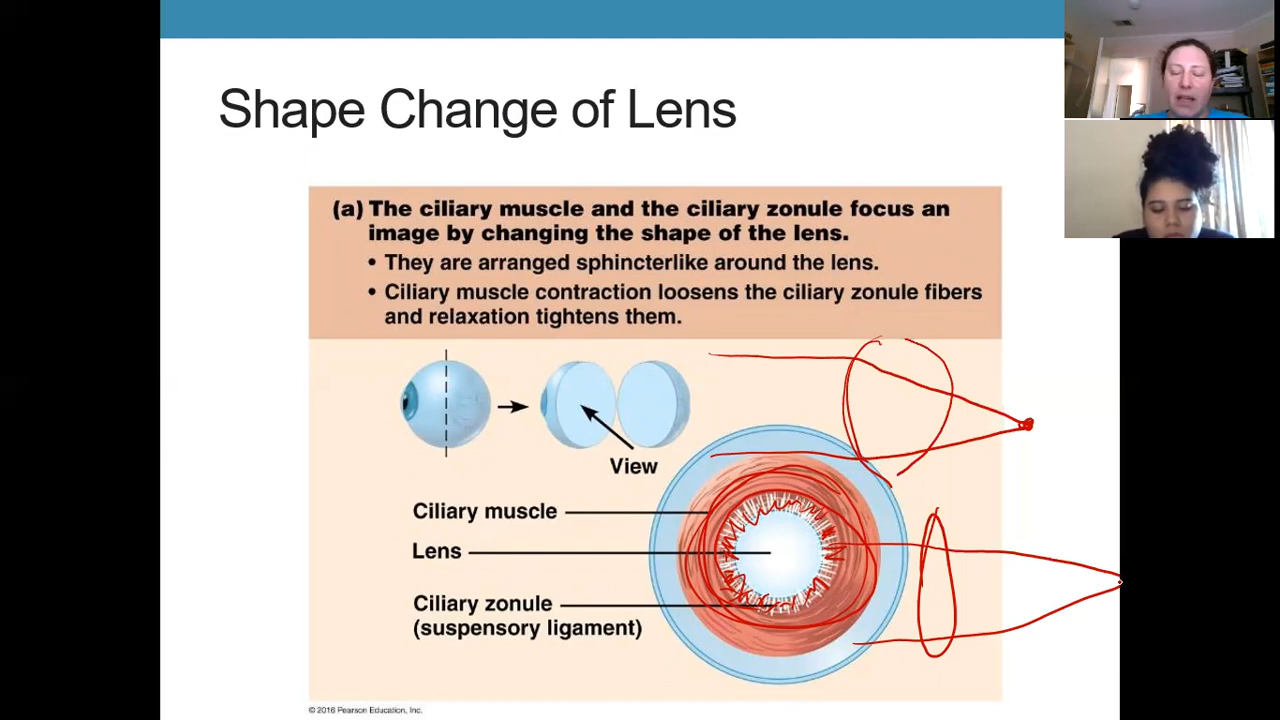 Shape Change of Lens
(a) The ciliary muscle and the ciliary zonule focus an
image by changing the shape of the lens.
• They are arranged sphincterlike around the lens.
• Ciliary muscle contraction loosens the ciliary zonule fibers
and relaxation tightens them.
View
Ciliary muscle
Lens
Ciliary zonule
(suspensory ligament)
© 2016 Pearson Education, Inc.